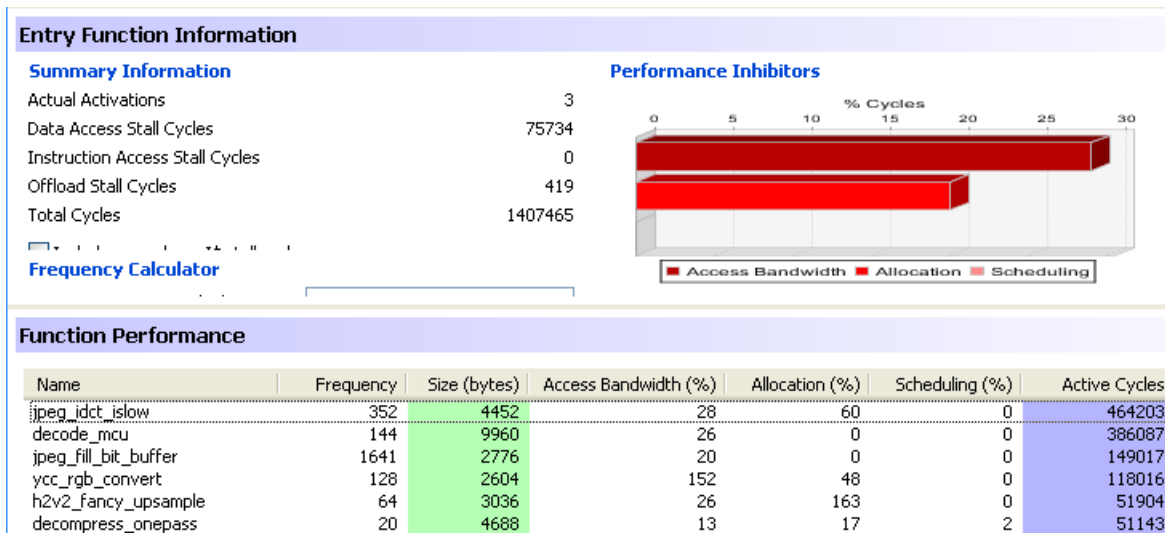 Entry Function Information
Summary Information
Performance Inhibitors
Actual Activations 3
Data Access Stall Cycles 75734
Instruction Access Stall Cycles 0
Offload Stall Cycles 419
Total Cycles 1407465
Frequency Calculator
% Cycles
0 5 10 15 20 25 30
Access Bandwidth Allocation Scheduling
Function Performance
Name Frequency Size (bytes) Access Bandwidth (%) Allocation (%) Scheduling (%) Active Cycles
jpeg_idct_islow 352 4452 28 60 0 464203
decode_mcu 144 9960 26 0 0 386087
jpeg_fill_bit_buffer 1641 2776 20 0 0 149017
ycc_rgb_convert 128 2604 152 48 0 118016
h2v2_fancy_upsample 64 3036 26 163 0 51904
decompress_onepass 20 4688 13 17 2 51143